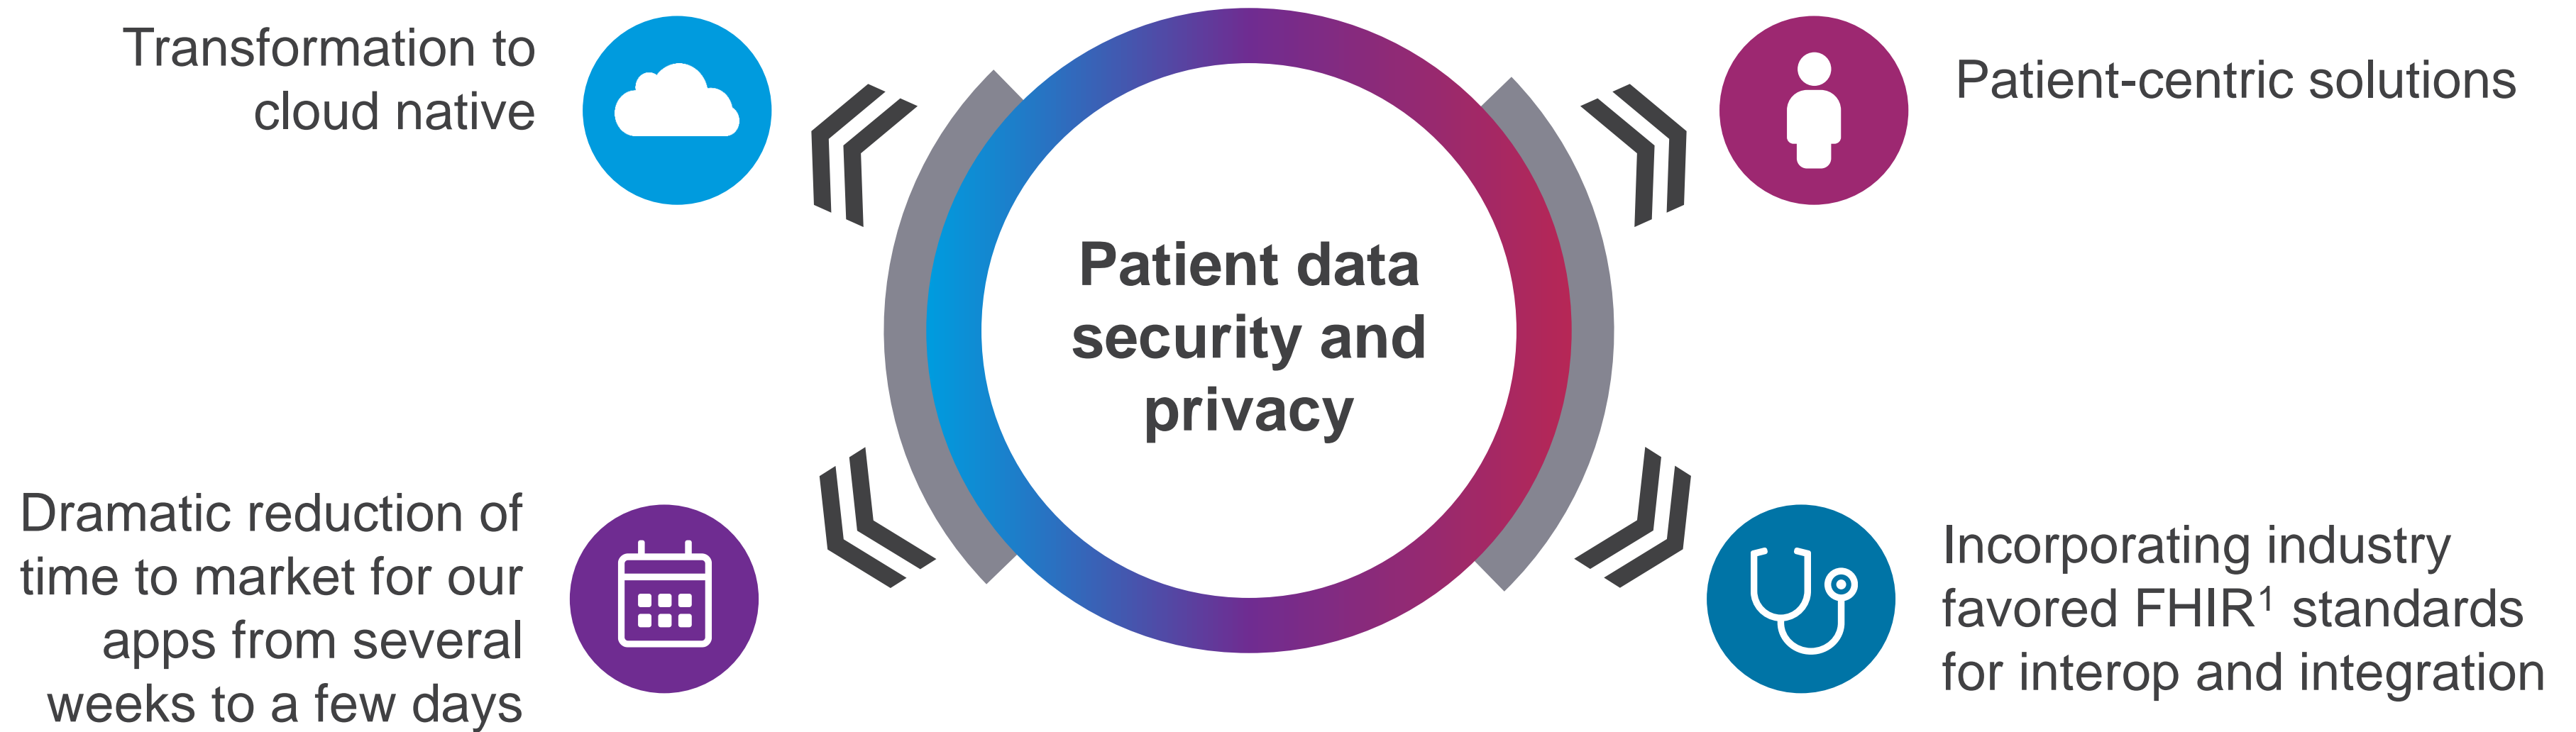 Transformation to
cloud native
Patient-centric solutions
Patient data
security and
privacy
Dramatic reduction of
time to market for our
apps from several
weeks to a few days
Incorporating industry
favored FHIR¹ standards
for interop and integration